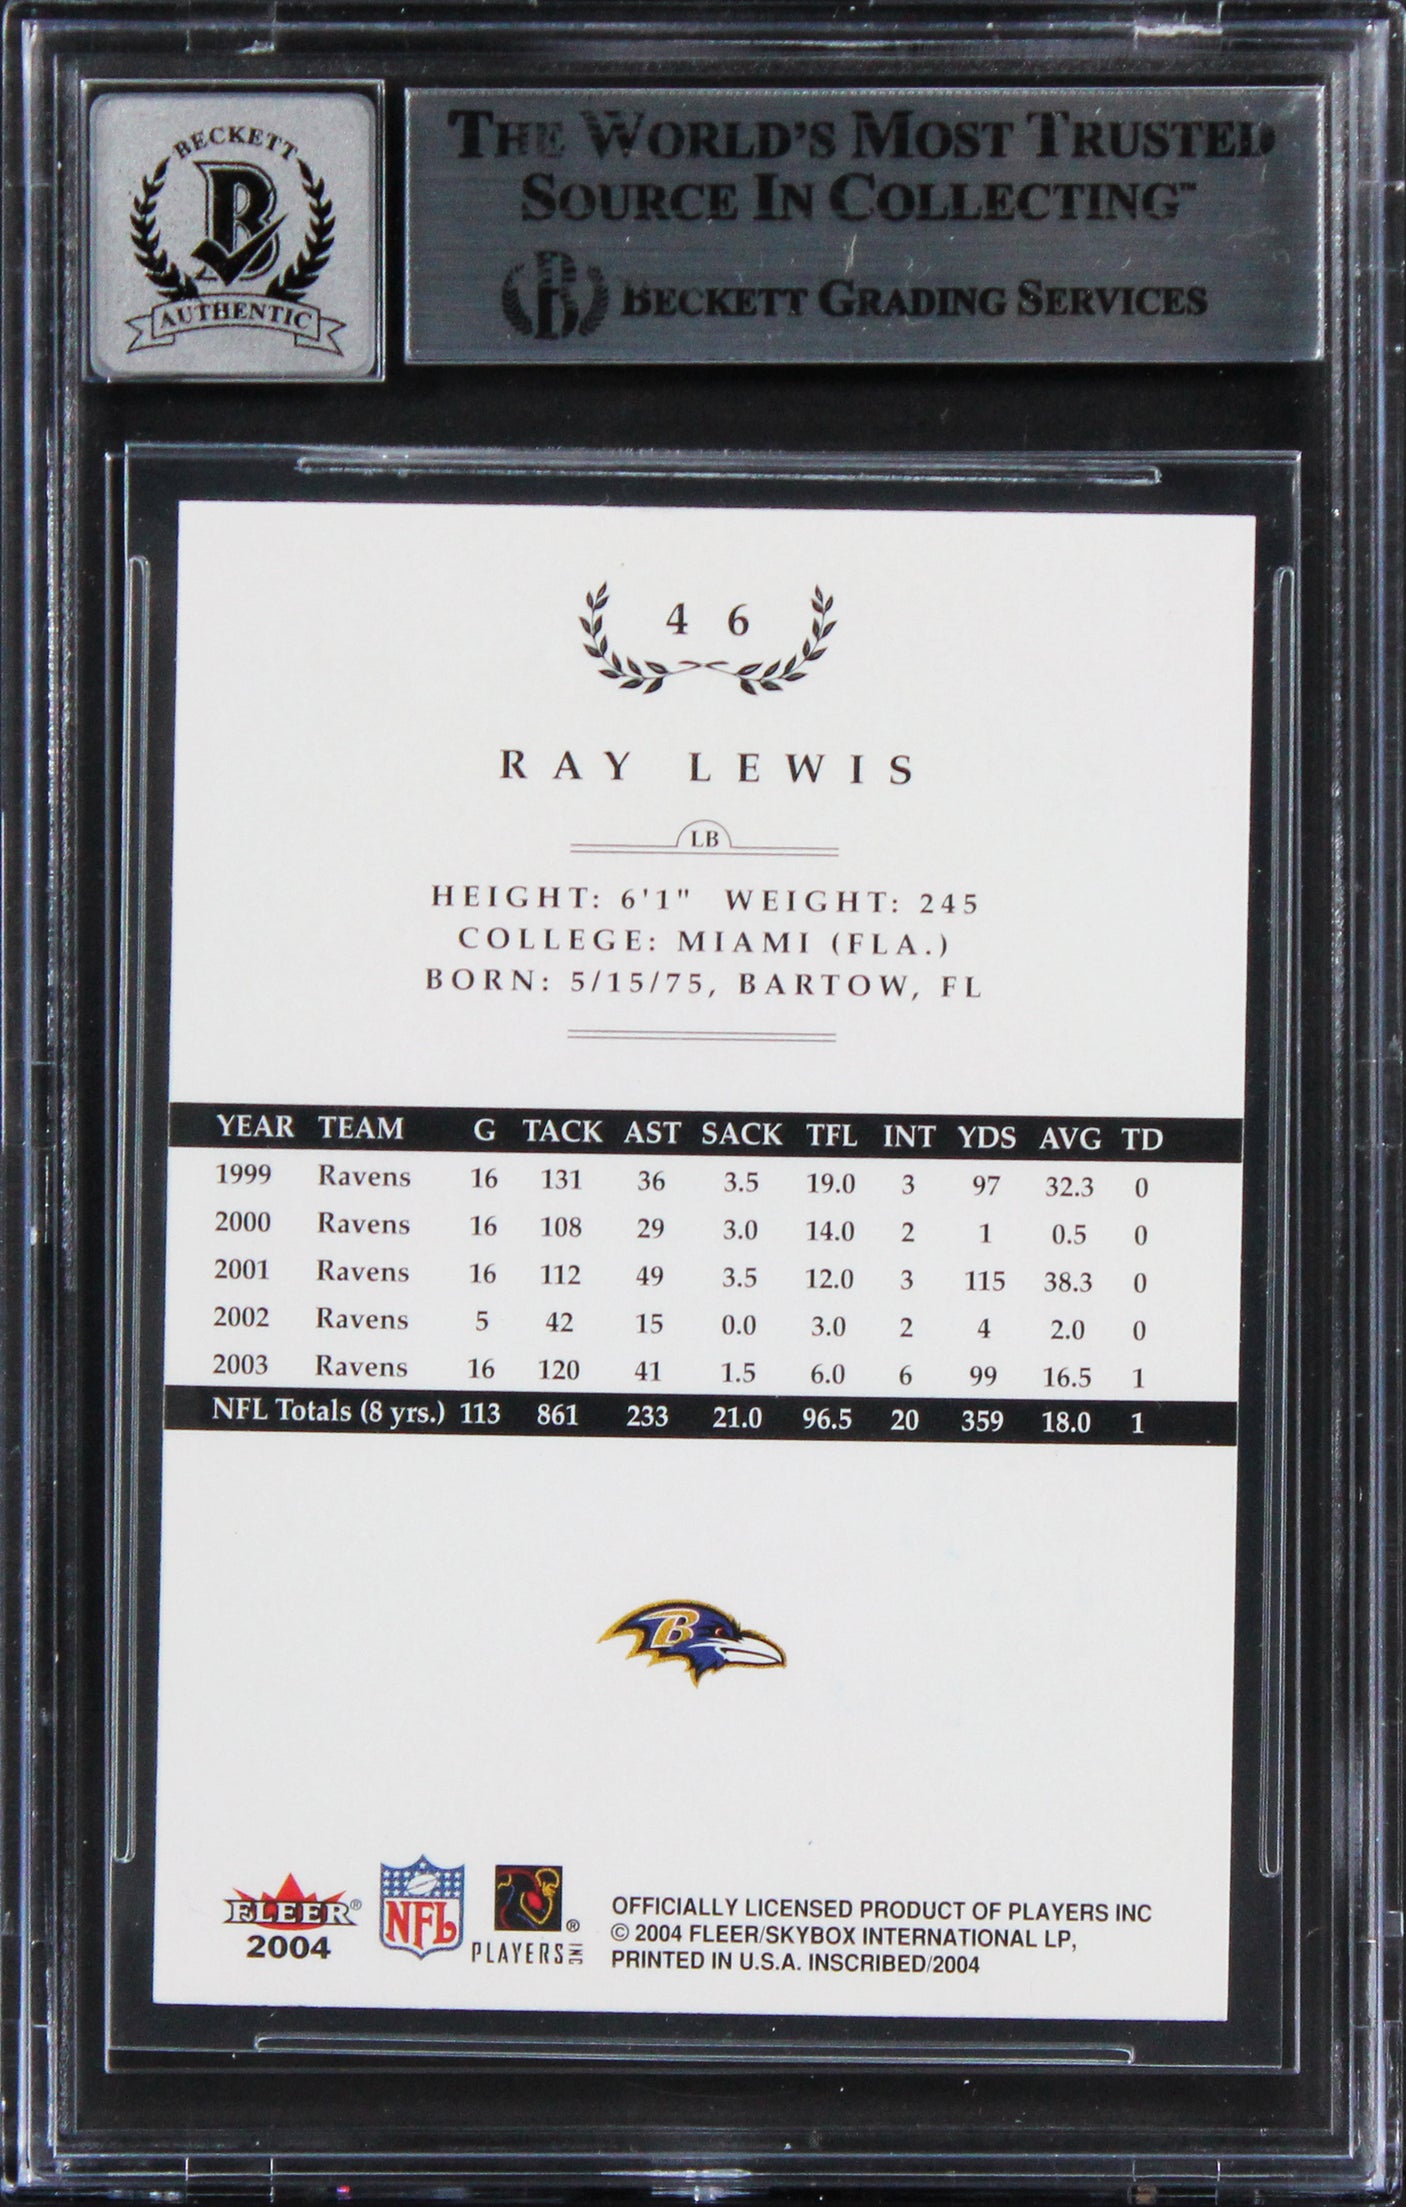 BECKETT
B
AUTHENTIC
THE WORLD'S MOST TRUSTED
SOURCE IN COLLECTING™
B BECKETT GRADING SERVICES
4 6
RAY LEWIS
LB
HEIGHT: 6'1" WEIGHT: 245
COLLEGE: MIAMI (FLA.)
BORN: 5/15/75, BARTOW, FL
YEAR TEAM G TACK AST SACK TFL INT YDS AVG TD
1999 Ravens 16 131 36 3.5 19.0 3 97 32.3 0
2000 Ravens 16 108 29 3.0 14.0 2 1 0.5 0
2001 Ravens 16 112 49 3.5 12.0 3 115 38.3 0
2002 Ravens 5 42 15 0.0 3.0 2 4 2.0 0
2003 Ravens 16 120 41 1.5 6.0 6 99 16.5 1
NFL Totals (8 yrs.) 113 861 233 21.0 96.5 20 359 18.0 1
B
FLEER®
2004
NFL
®
PLAYERS INC
OFFICIALLY LICENSED PRODUCT OF PLAYERS INC
© 2004 FLEER/SKYBOX INTERNATIONAL LP,
PRINTED IN U.S.A. INSCRIBED/2004